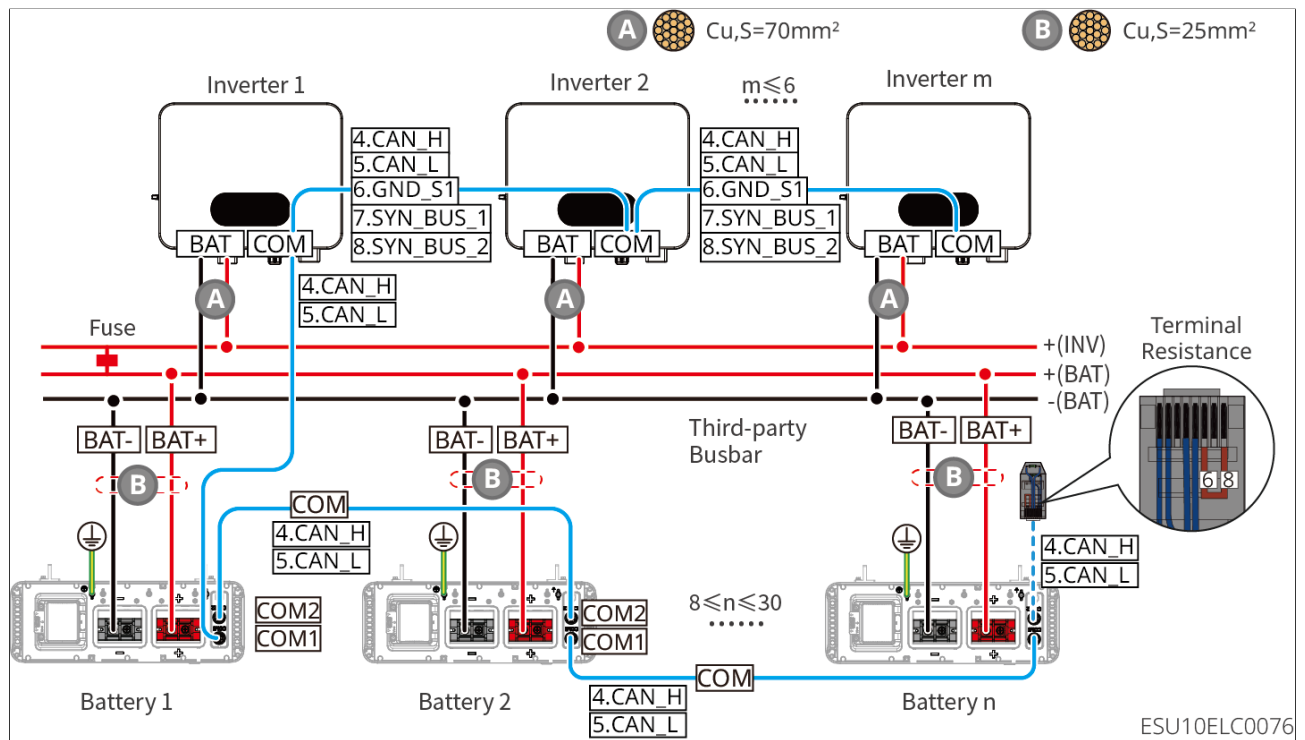 A Cu,S=70mm²
B Cu,S=25mm²
Inverter 1
Inverter 2
m≤6
Inverter m
4.CAN_H
5.CAN_L
6.GND_S1
7.SYN_BUS_1
8.SYN_BUS_2
4.CAN_H
5.CAN_L
6.GND_S1
7.SYN_BUS_1
8.SYN_BUS_2
BAT COM
BAT COM
BAT COM
4.CAN_H
5.CAN_L
A
A
A
Fuse
Terminal
Resistance
+(INV)
+(BAT)
-(BAT)
6 8
Third-party
Busbar
BAT- BAT+
BAT- BAT+
BAT- BAT+
B
B
B
COM
4.CAN_H
5.CAN_L
4.CAN_H
5.CAN_L
COM2
COM1
COM2
COM1
8≤n≤30
COM
4.CAN_H
5.CAN_L
Battery 1
Battery 2
Battery n
ESU10ELC0076